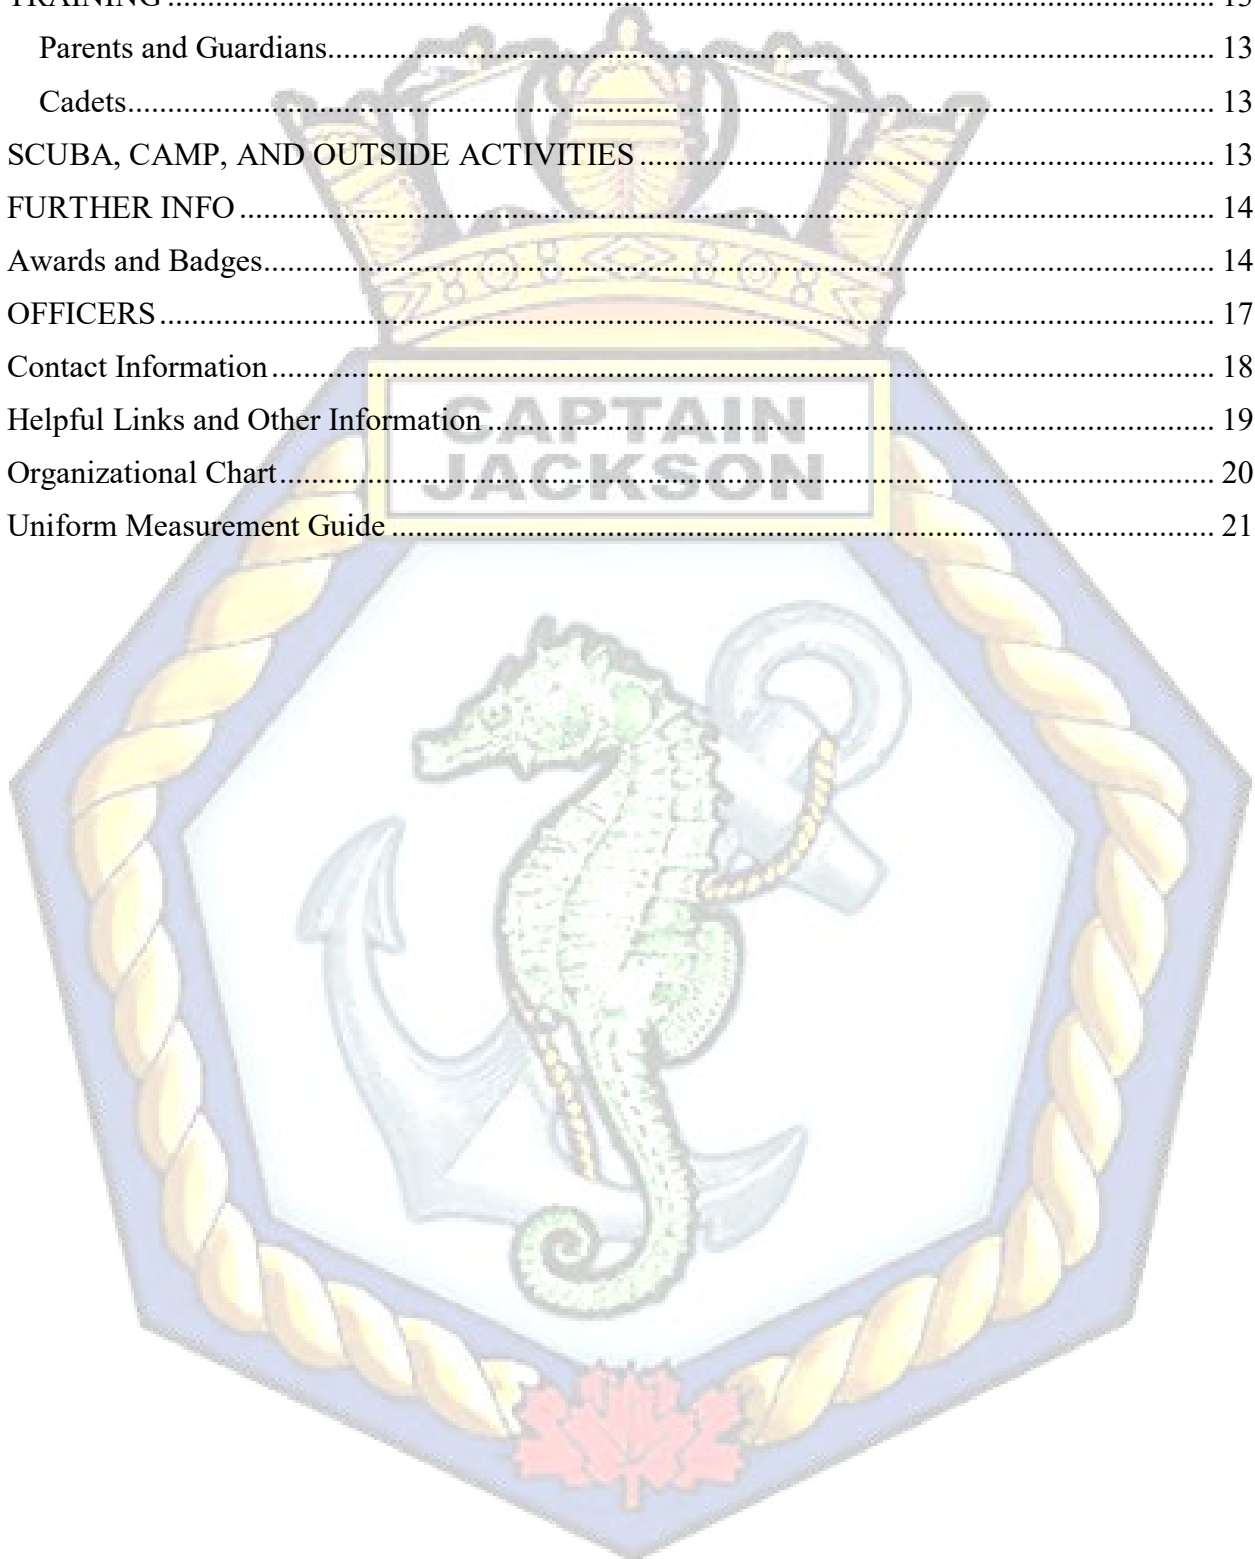 TRAINING ........ 13
Parents and Guardians ........ 13
Cadets ........ 13
SCUBA, CAMP, AND OUTSIDE ACTIVITIES ........ 13
FURTHER INFO ........ 14
Awards and Badges ........ 14
OFFICERS ........ 17
Contact Information ........ 18
Helpful Links and Other Information ........ 19
Organizational Chart ........ 20
Uniform Measurement Guide ........ 21
CAPTAIN
JACKSON